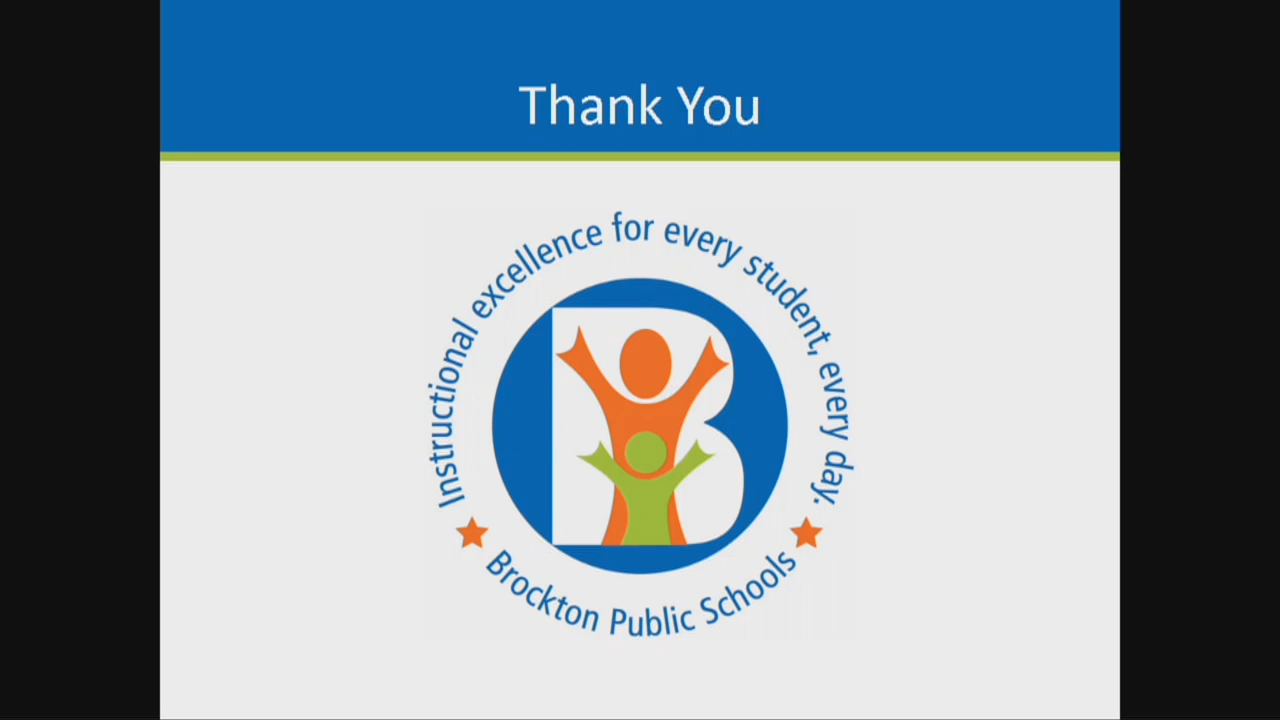 Thank You
Instructional excellence for every student, every day.
Brockton Public Schools